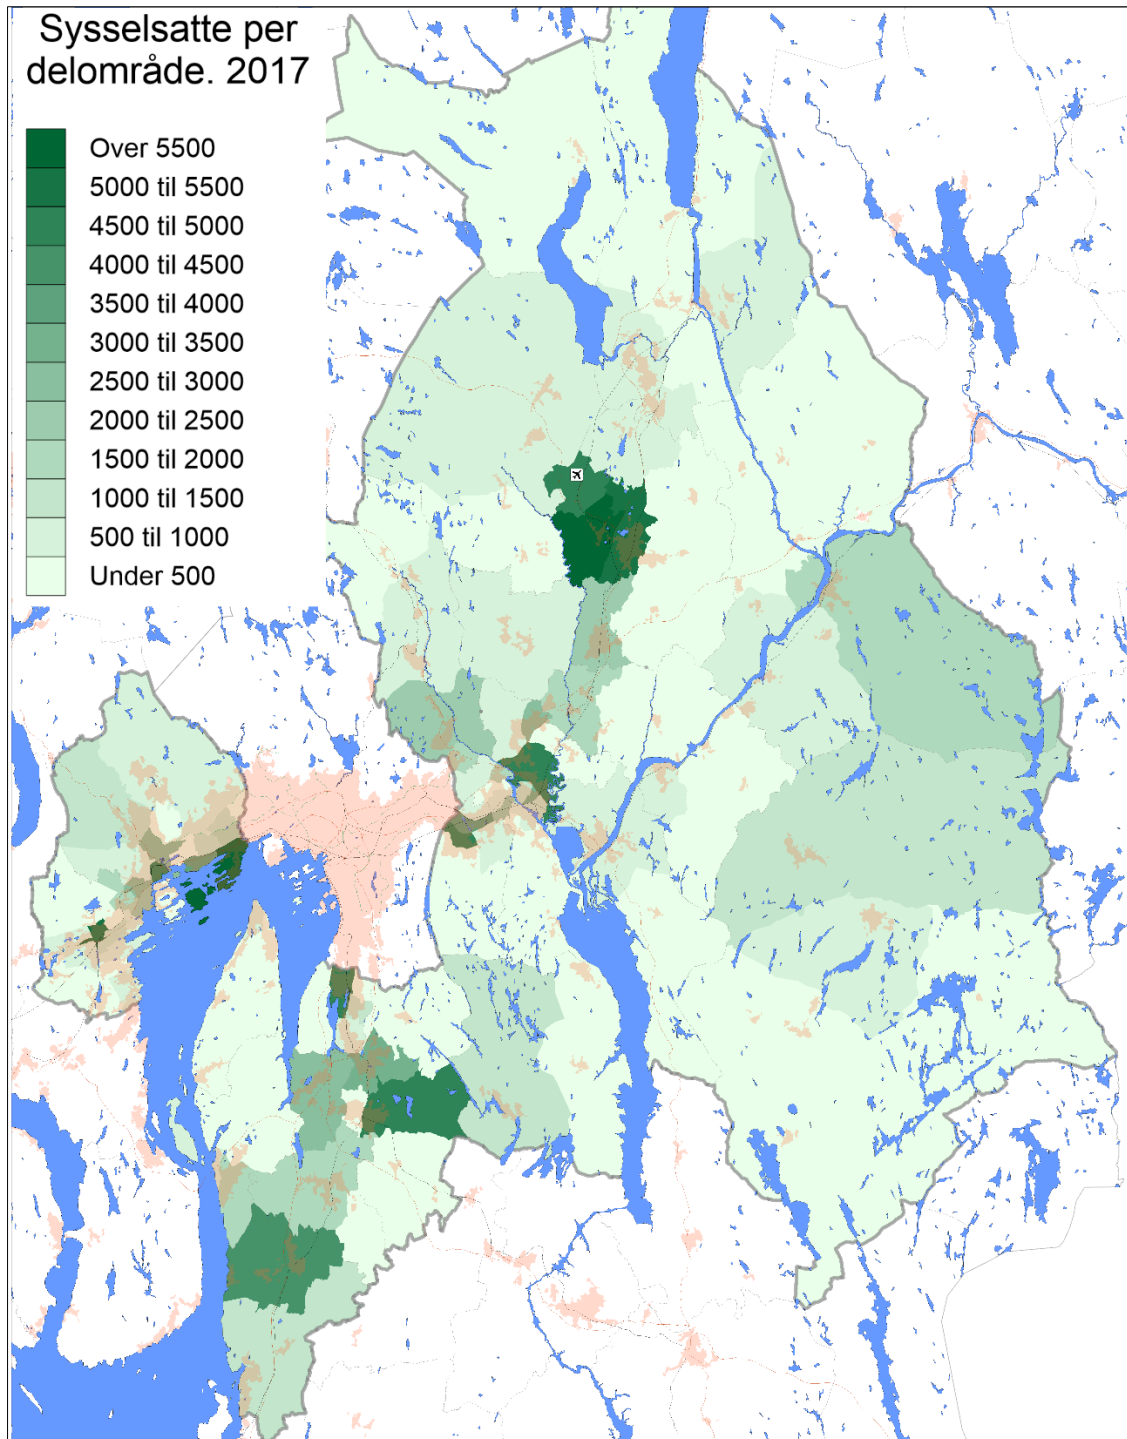 Sysselsatte per
delområde. 2017
Over 5500
5000 til 5500
4500 til 5000
4000 til 4500
3500 til 4000
3000 til 3500
2500 til 3000
2000 til 2500
1500 til 2000
1000 til 1500
500 til 1000
Under 500